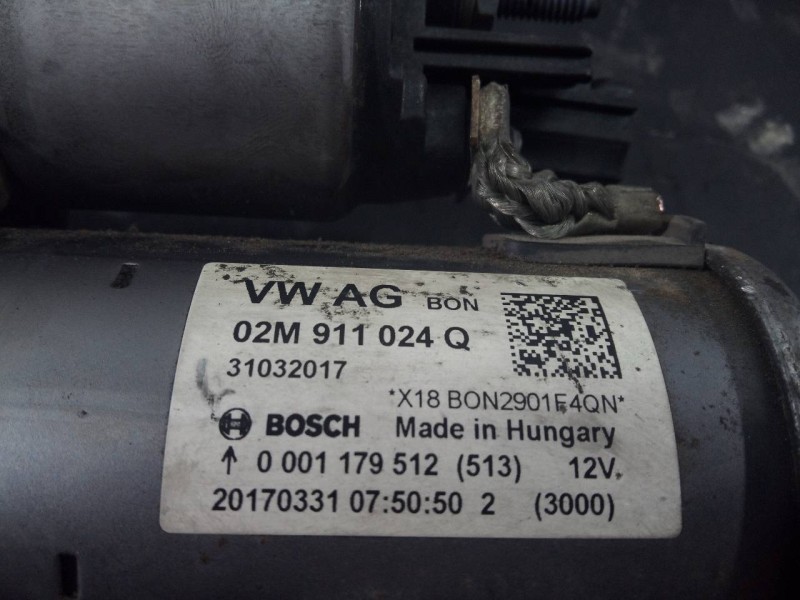 VW AG BON
02M 911 024 Q
31032017
*X18 BON2901F4QN*
BOSCH Made in Hungary
↑ 0 001 179 512 (513) 12V
20170331 07:50:50 2 (3000)